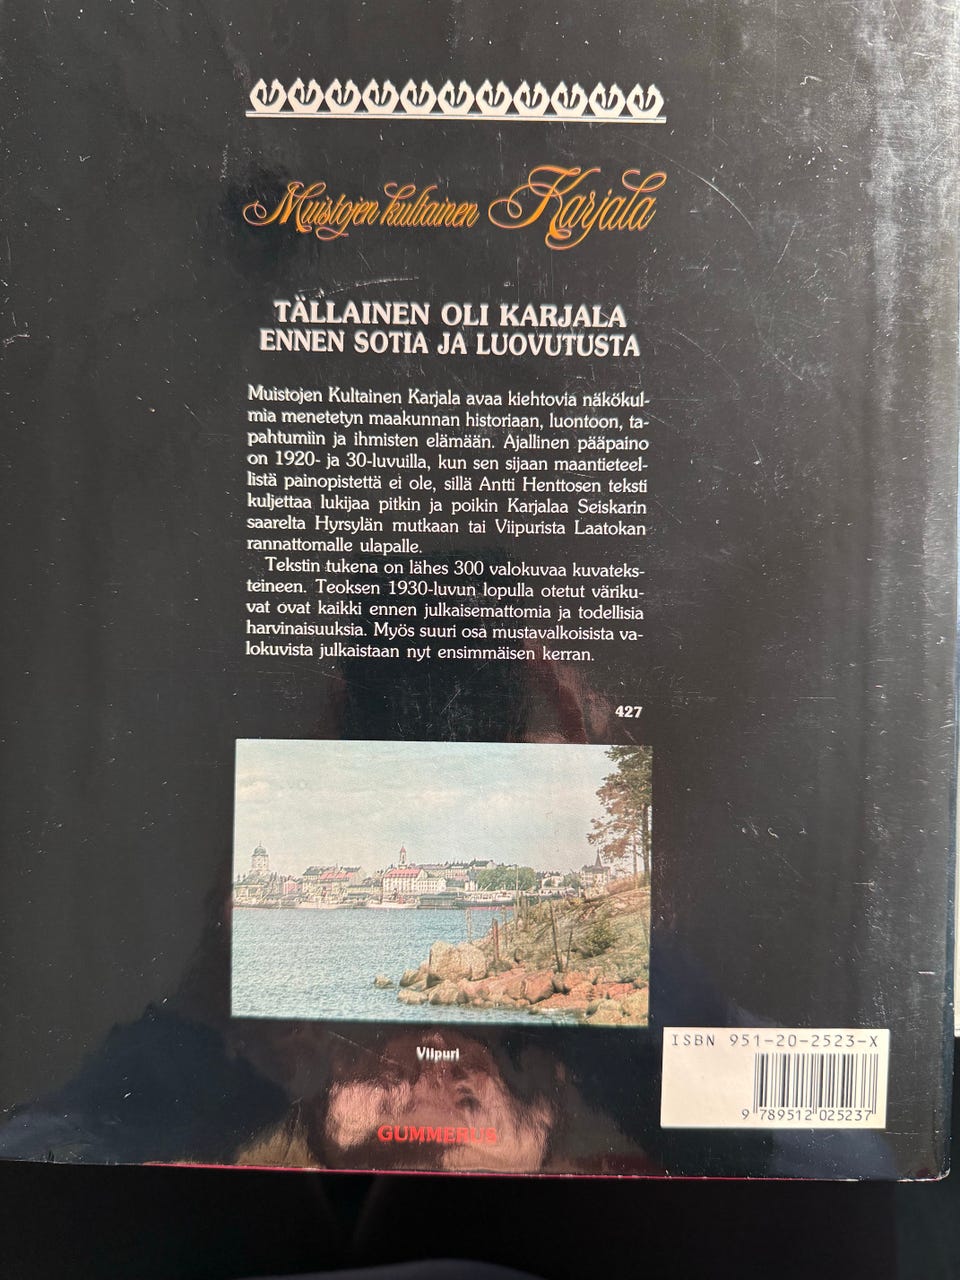 Muistojen kultainen Karjala
TÄLLAINEN OLI KARJALA
ENNEN SOTIA JA LUOVUTUSTA
Muistojen Kultainen Karjala avaa kiehtovia näkökul-
mia menetetyn maakunnan historiaan, luontoon, ta-
pahtumiin ja ihmisten elämään. Ajallinen pääpaino
on 1920- ja 30-luvuilla, kun sen sijaan maantieteel-
listä painopistettä ei ole, sillä Antti Henttosen teksti
kuljettaa lukijaa pitkin ja poikin Karjalaa Seiskarin
saarelta Hyrsylän mutkaan tai Viipurista Laatokan
rannattomalle ulapalle.
Tekstin tukena on lähes 300 valokuvaa kuvateks-
teineen. Teoksen 1930-luvun lopulla otetut väriku-
vat ovat kaikki ennen julkaisemattomia ja todellisia
harvinaisuuksia. Myös suuri osa mustavalkoisista va-
lokuvista julkaistaan nyt ensimmäisen kerran.
427
Viipuri
GUMMERUS
ISBN 951-20-2523-X
9 789512 025237